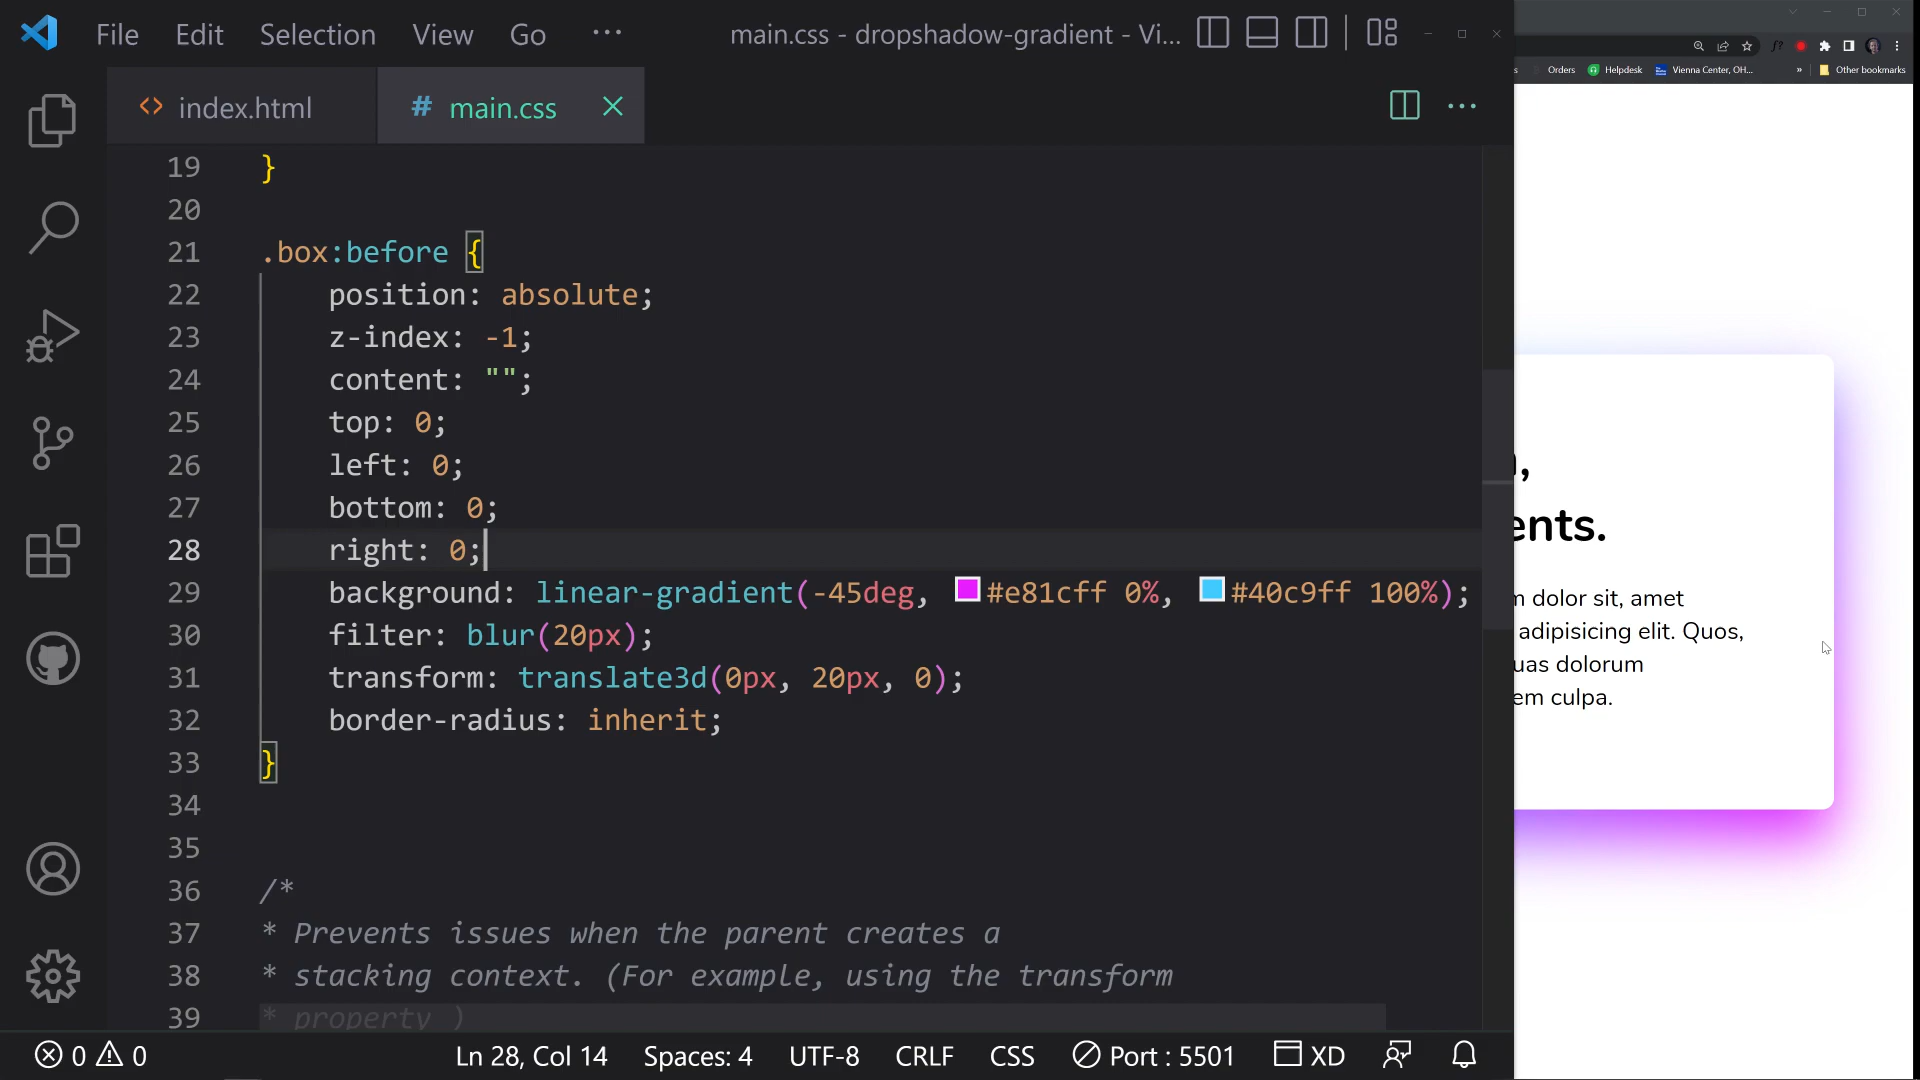 File Edit Selection View Go ···
main.css - dropshadow-gradient - Vi...
index.html
# main.css
19 }
20
21 .box:before {
22 position: absolute;
23 z-index: -1;
24 content: "";
25 top: 0;
26 left: 0;
27 bottom: 0;
28 right: 0;
29 background: linear-gradient(-45deg, #e81cff 0%, #40c9ff 100%);
30 filter: blur(20px);
31 transform: translate3d(0px, 20px, 0);
32 border-radius: inherit;
33 }
34
35
36 /*
37 * Prevents issues when the parent creates a
38 * stacking context. (For example, using the transform
39 * property )
0 0
Ln 28, Col 14 Spaces: 4 UTF-8 CRLF CSS Port : 5501 XD
Orders Helpdesk Vienna Center, OH... » Other bookmarks
ents.
dolor sit, amet
adipisicing elit. Quos,
uas dolorum
em culpa.